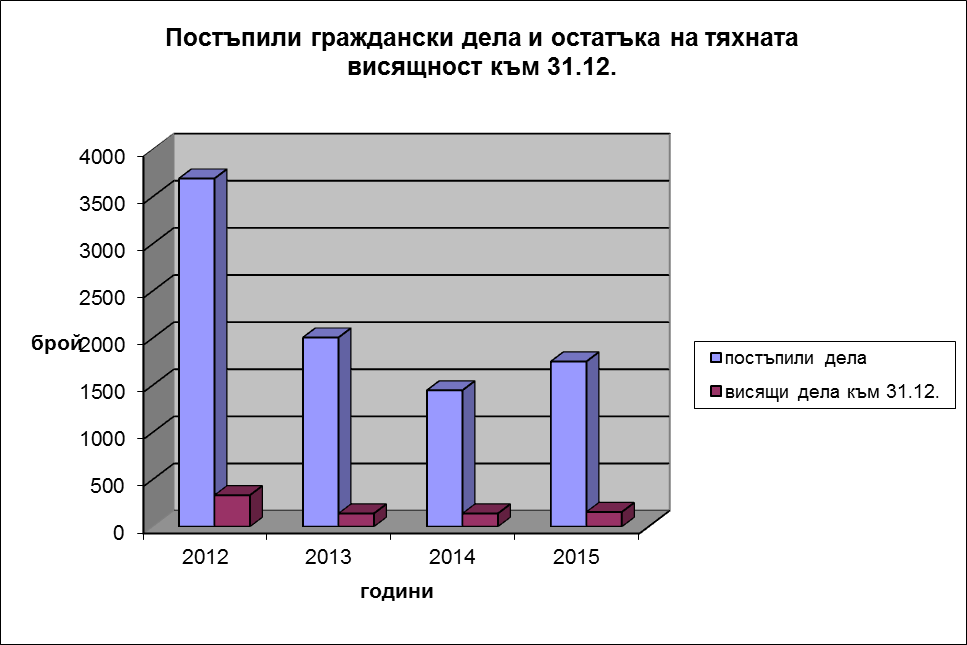 Постъпили граждански дела и остатъка на тяхната
висящност към 31.12.
4000
3500
3000
2500
брой
2000
1500
1000
500
0
2012 2013 2014 2015
години
постъпили дела
висящи дела към 31.12.